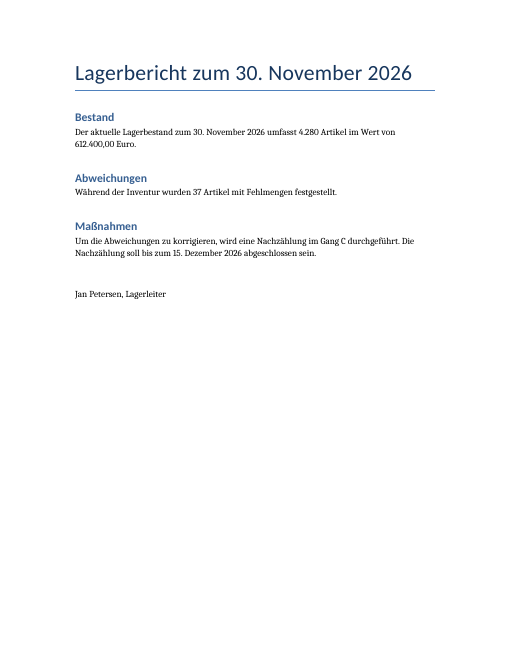 Lagerbericht zum 30. November 2026
Bestand
Der aktuelle Lagerbestand zum 30. November 2026 umfasst 4.280 Artikel im Wert von
612.400,00 Euro.
Abweichungen
Während der Inventur wurden 37 Artikel mit Fehlmengen festgestellt.
Maßnahmen
Um die Abweichungen zu korrigieren, wird eine Nachzählung im Gang C durchgeführt. Die
Nachzählung soll bis zum 15. Dezember 2026 abgeschlossen sein.
Jan Petersen, Lagerleiter